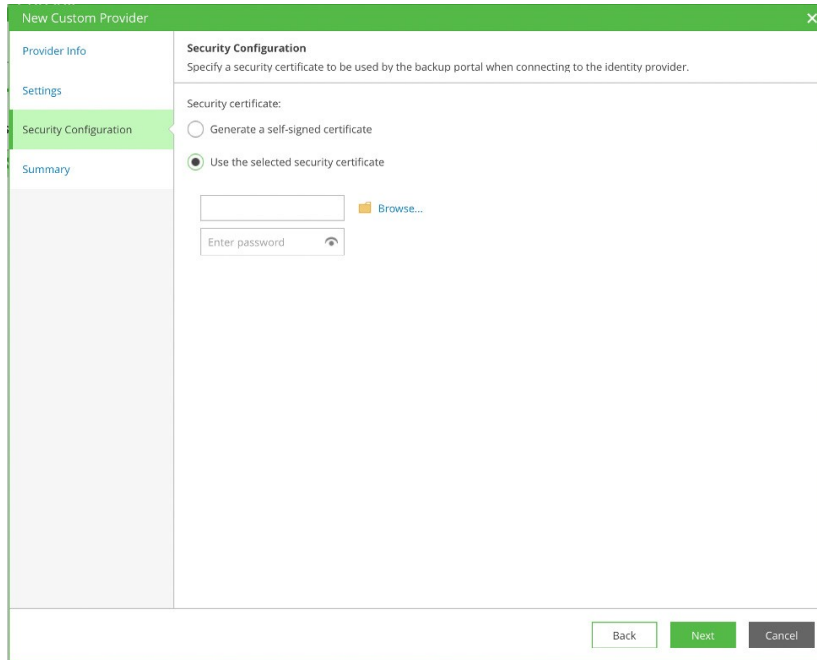 New Custom Provider
Provider Info
Settings
Security Configuration
Summary
Security Configuration
Specify a security certificate to be used by the backup portal when connecting to the identity provider.
Security certificate:
Generate a self-signed certificate
Use the selected security certificate
Browse...
Enter password
Back
Next
Cancel